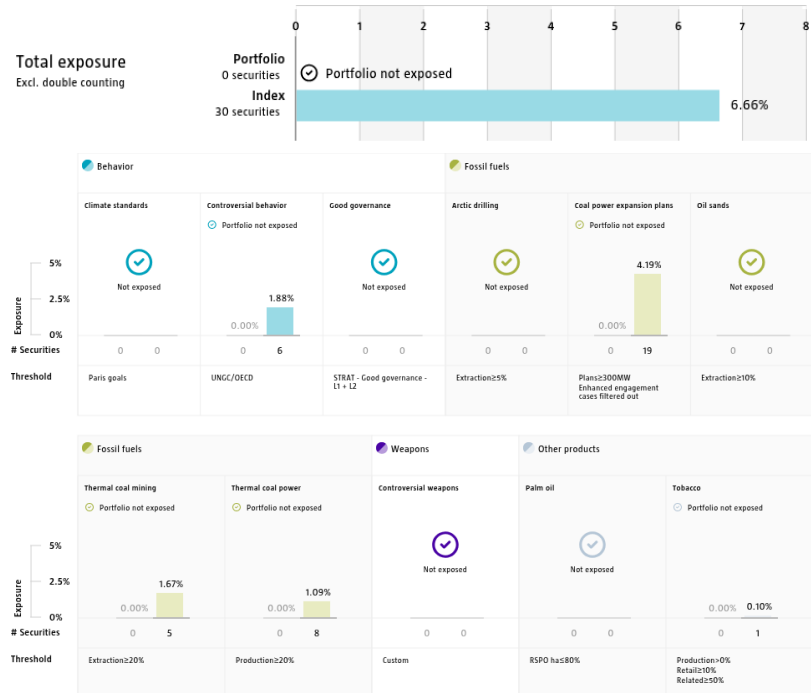 0 1 2 3 4 5 6 7 8
Total exposure
Excl. double counting
Portfolio
0 securities
Portfolio not exposed
Index
30 securities
6.66%
Behavior
Fossil fuels
Climate standards
Controversial behavior
Good governance
Arctic drilling
Coal power expansion plans
Oil sands
Portfolio not exposed
Portfolio not exposed
Exposure
5%
2.5%
0%
Not exposed
0.00%
1.88%
Not exposed
Not exposed
0.00%
4.19%
Not exposed
# Securities
0 0
0 6
0 0
0 0
0 19
0 0
Threshold
Paris goals
UNGC/OECD
STRAT - Good governance -
L1 + L2
Extraction≥5%
Plans≥300MW
Enhanced engagement
cases filtered out
Extraction≥10%
Fossil fuels
Weapons
Other products
Thermal coal mining
Thermal coal power
Controversial weapons
Palm oil
Tobacco
Portfolio not exposed
Portfolio not exposed
Portfolio not exposed
Exposure
5%
2.5%
0%
0.00%
1.67%
0.00%
1.09%
Not exposed
Not exposed
0.00%
0.10%
# Securities
0 5
0 8
0 0
0 0
0 1
Threshold
Extraction≥20%
Production≥20%
Custom
RSPO ha≤80%
Production>0%
Retail≥10%
Related≥50%